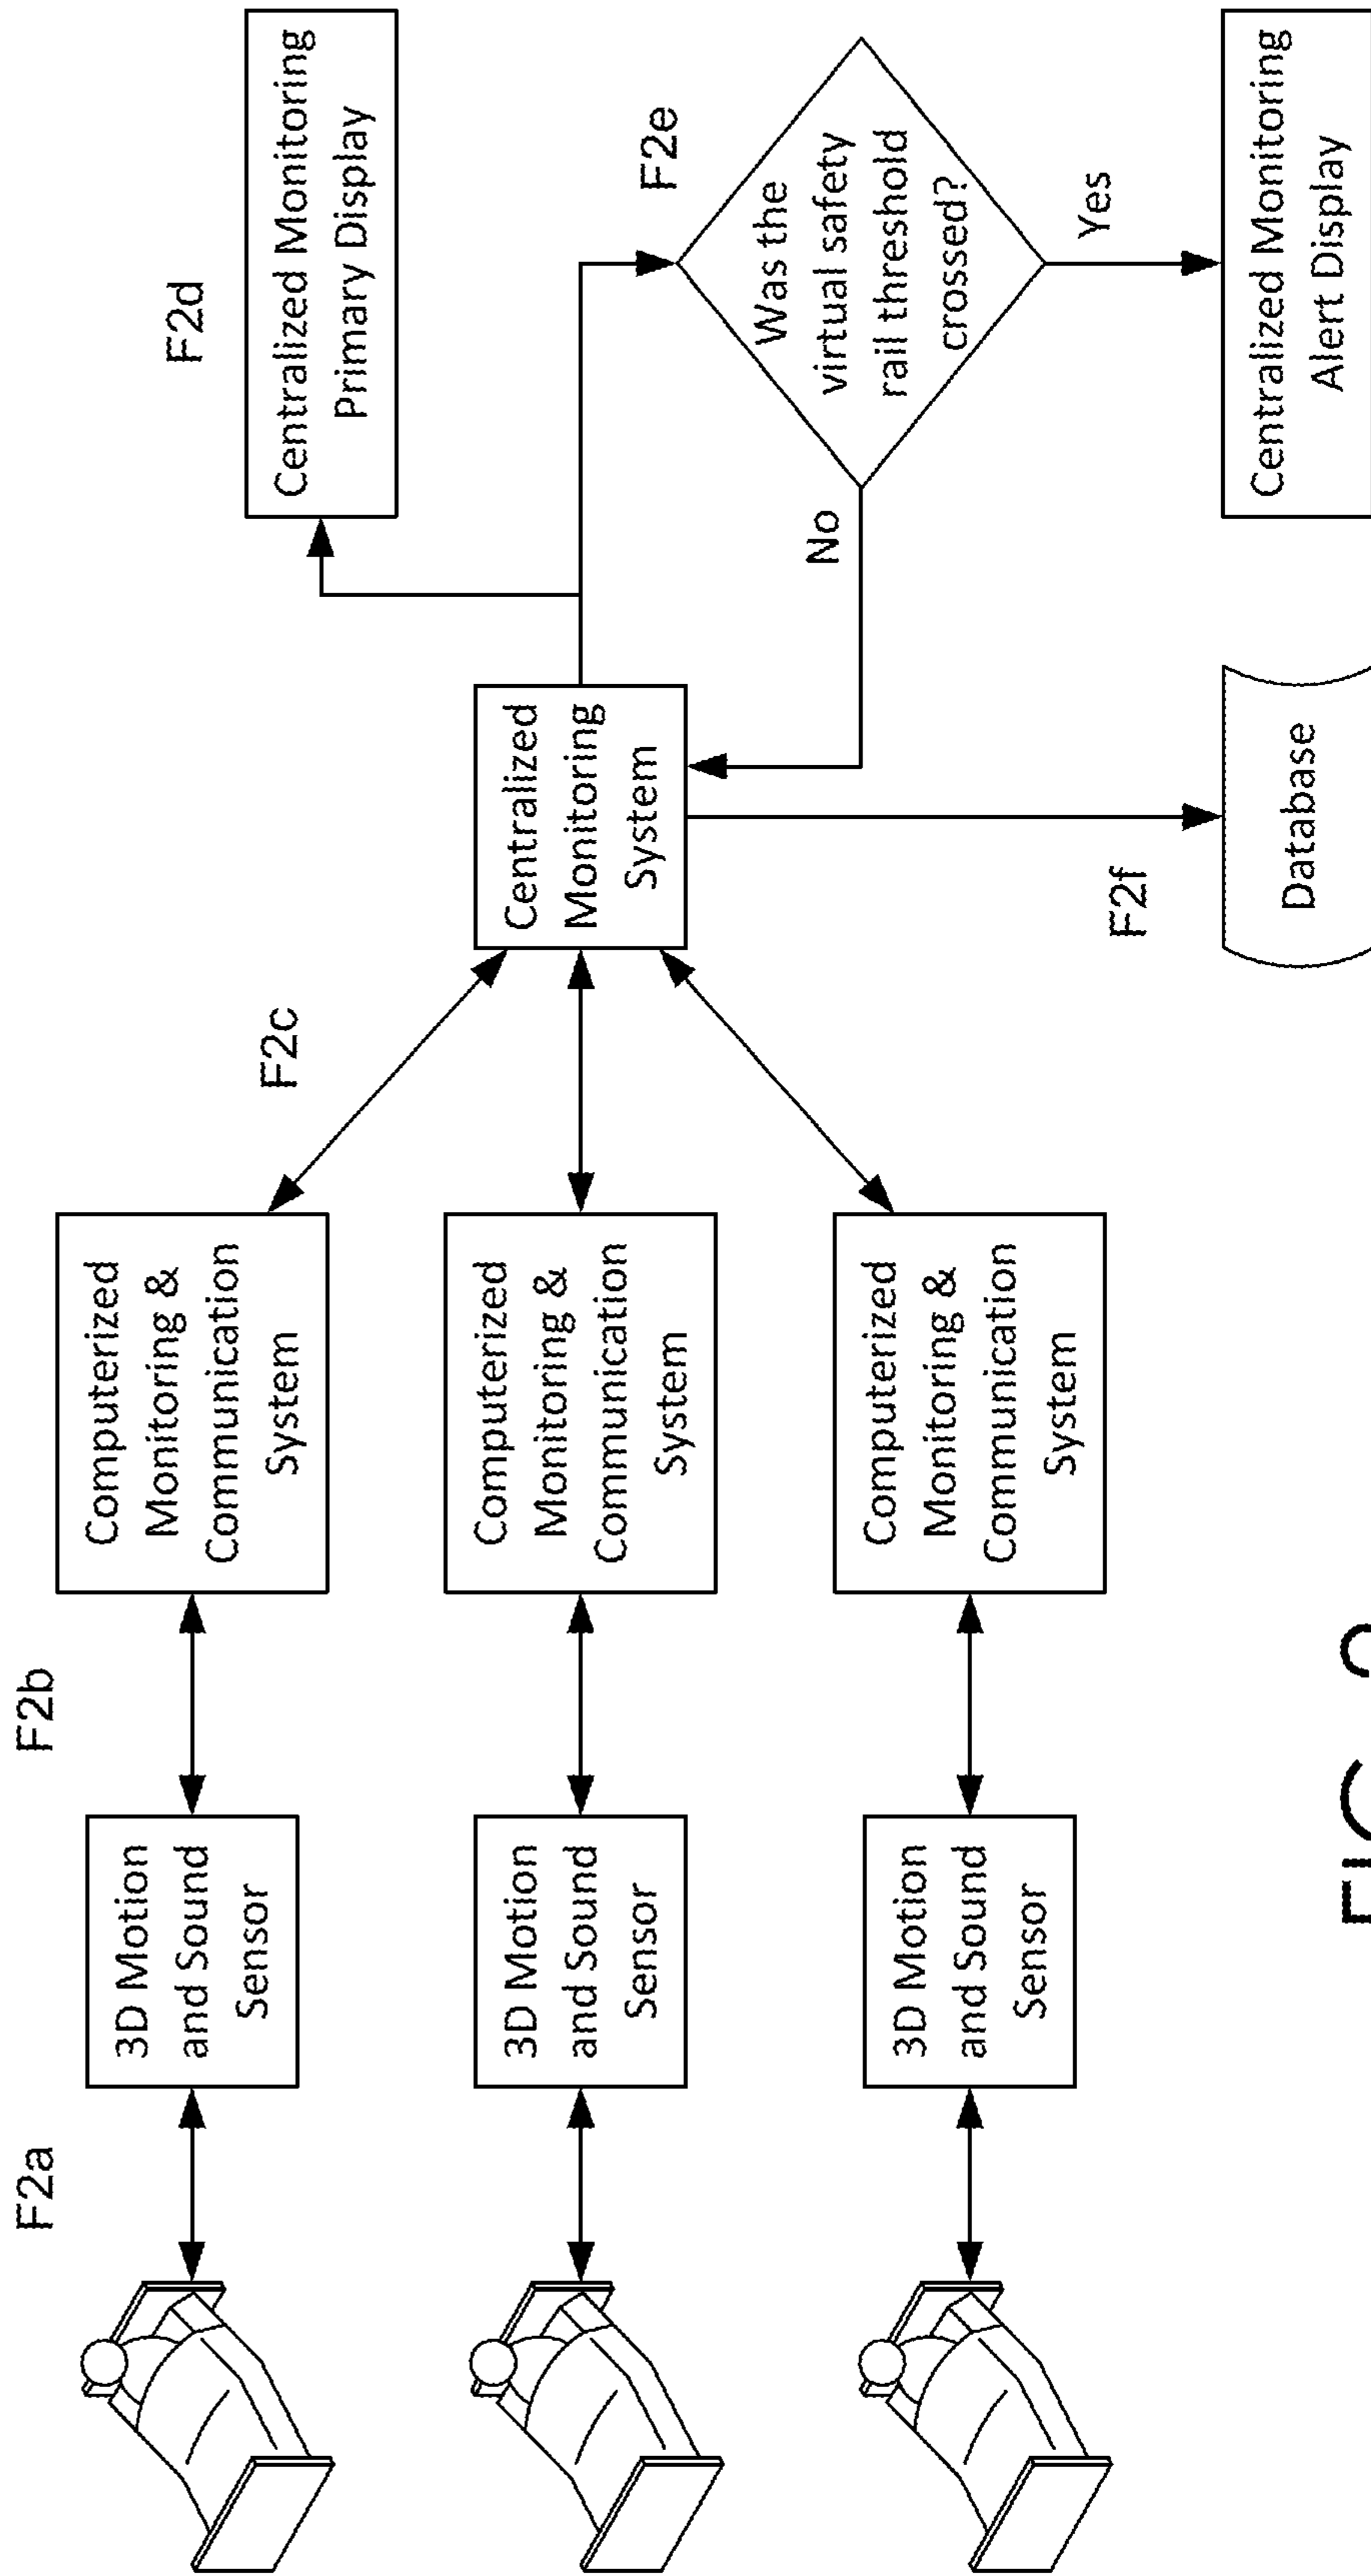 F2a
F2b
3D Motion
and Sound
Sensor
Computerized
Monitoring &
Communication
System
3D Motion
and Sound
Sensor
Computerized
Monitoring &
Communication
System
3D Motion
and Sound
Sensor
Computerized
Monitoring &
Communication
System
F2c
Centralized
Monitoring
System
F2d
Centralized Monitoring
Primary Display
F2e
Was the
virtual safety
rail threshold
crossed?
No
Yes
Centralized Monitoring
Alert Display
F2f
Database